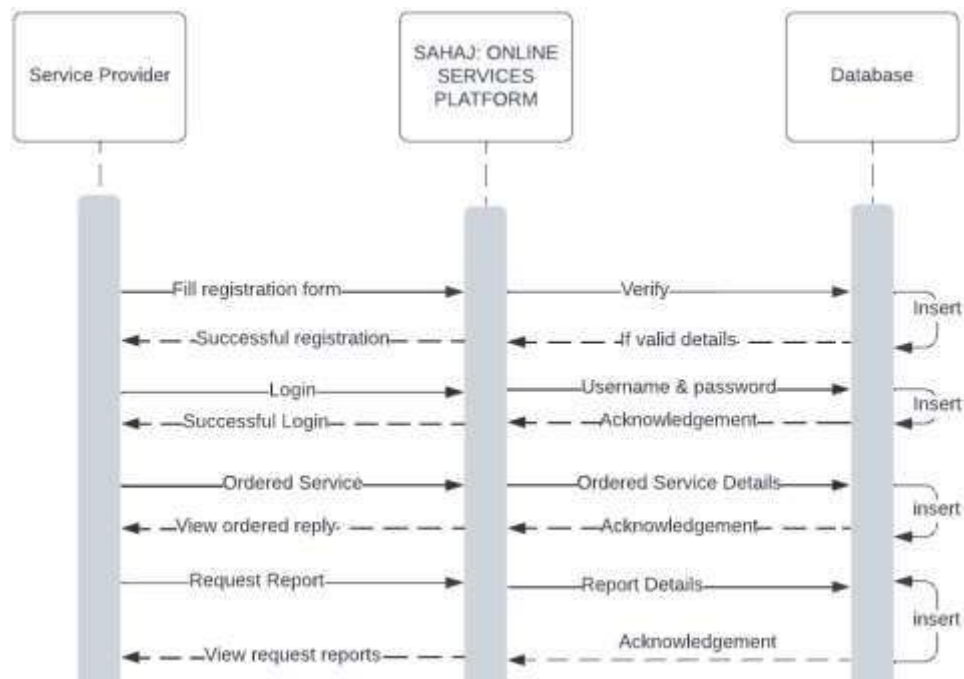 Service Provider
SAHAJ: ONLINE
SERVICES
PLATFORM
Database
Fill registration form
Verify
Insert
Successful registration
If valid details
Login
Username & password
Insert
Successful Login
Acknowledgement
Ordered Service
Ordered Service Details
insert
View ordered reply
Acknowledgement
Request Report
Report Details
insert
View request reports
Acknowledgement